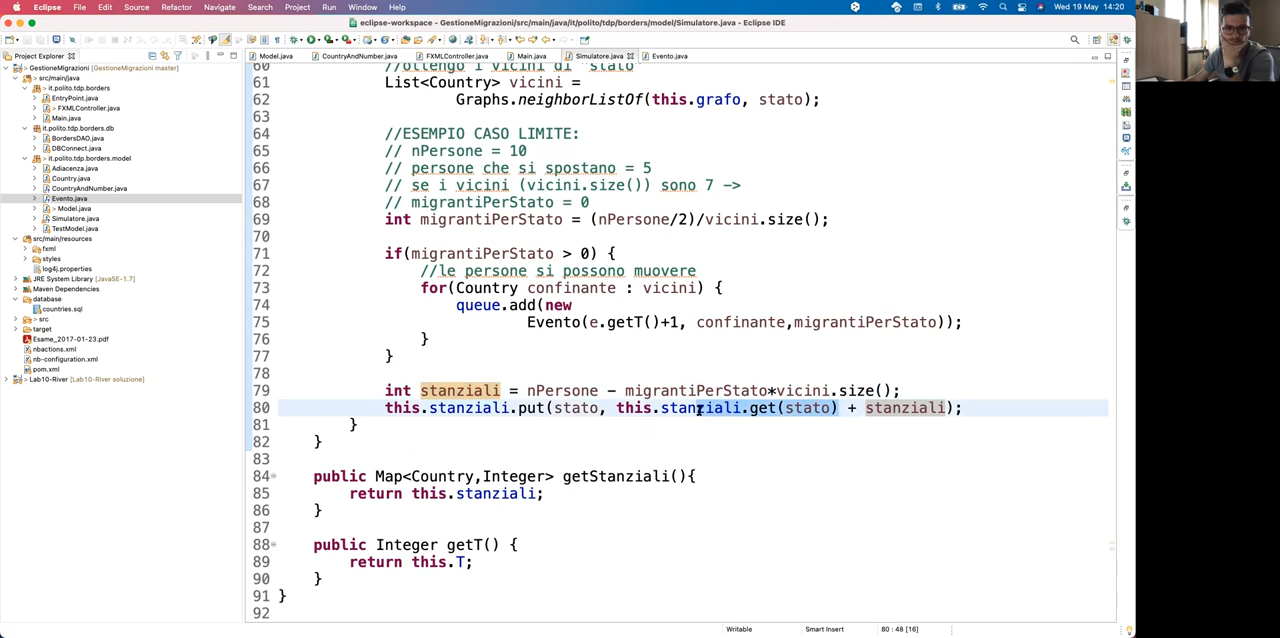 Eclipse File Edit Source Refactor Navigate Search Project Run Window Help Wed 19 May 14:20
eclipse-workspace - GestioneMigrazioni/src/main/java/it/polito/tdp/borders/model/Simulatore.java - Eclipse IDE
Project Explorer
GestioneMigrazioni [GestioneMigrazioni master]
src/main/java
it.polito.tdp.borders
EntryPoint.java
> FXMLController.java
Main.java
it.polito.tdp.borders.db
BordersDAO.java
DBConnect.java
it.polito.tdp.borders.model
Adiacenza.java
Country.java
CountryAndNumber.java
Evento.java
> Model.java
Simulatore.java
TestModel.java
src/main/resources
fxml
styles
log4j.properties
JRE System Library [JavaSE-1.7]
Maven Dependencies
database
countries.sql
> src
target
Esame_2017-01-23.pdf
nbactions.xml
nb-configuration.xml
pom.xml
Lab10-River [Lab10-River soluzione]
Model.java CountryAndNumber.java FXMLController.java Main.java Simulatore.java Evento.java
60 //ottengo i vicini di "stato"
61 List<Country> vicini =
62 Graphs.neighborListOf(this.grafo, stato);
63
64 //ESEMPIO CASO LIMITE:
65 // nPersone = 10
66 // persone che si spostano = 5
67 // se i vicini (vicini.size()) sono 7 ->
68 // migrantiPerStato = 0
69 int migrantiPerStato = (nPersone/2)/vicini.size();
70
71 if(migrantiPerStato > 0) {
72 //le persone si possono muovere
73 for(Country confinante : vicini) {
74 queue.add(new
75 Evento(e.getT()+1, confinante,migrantiPerStato));
76 }
77 }
78
79 int stanziali = nPersone - migrantiPerStato*vicini.size();
80 this.stanziali.put(stato, this.stanziali.get(stato) + stanziali);
81 }
82 }
83
84 public Map<Country,Integer> getStanziali(){
85 return this.stanziali;
86 }
87
88 public Integer getT() {
89 return this.T;
90 }
91 }
92
Writable Smart Insert 80 : 48 [16]